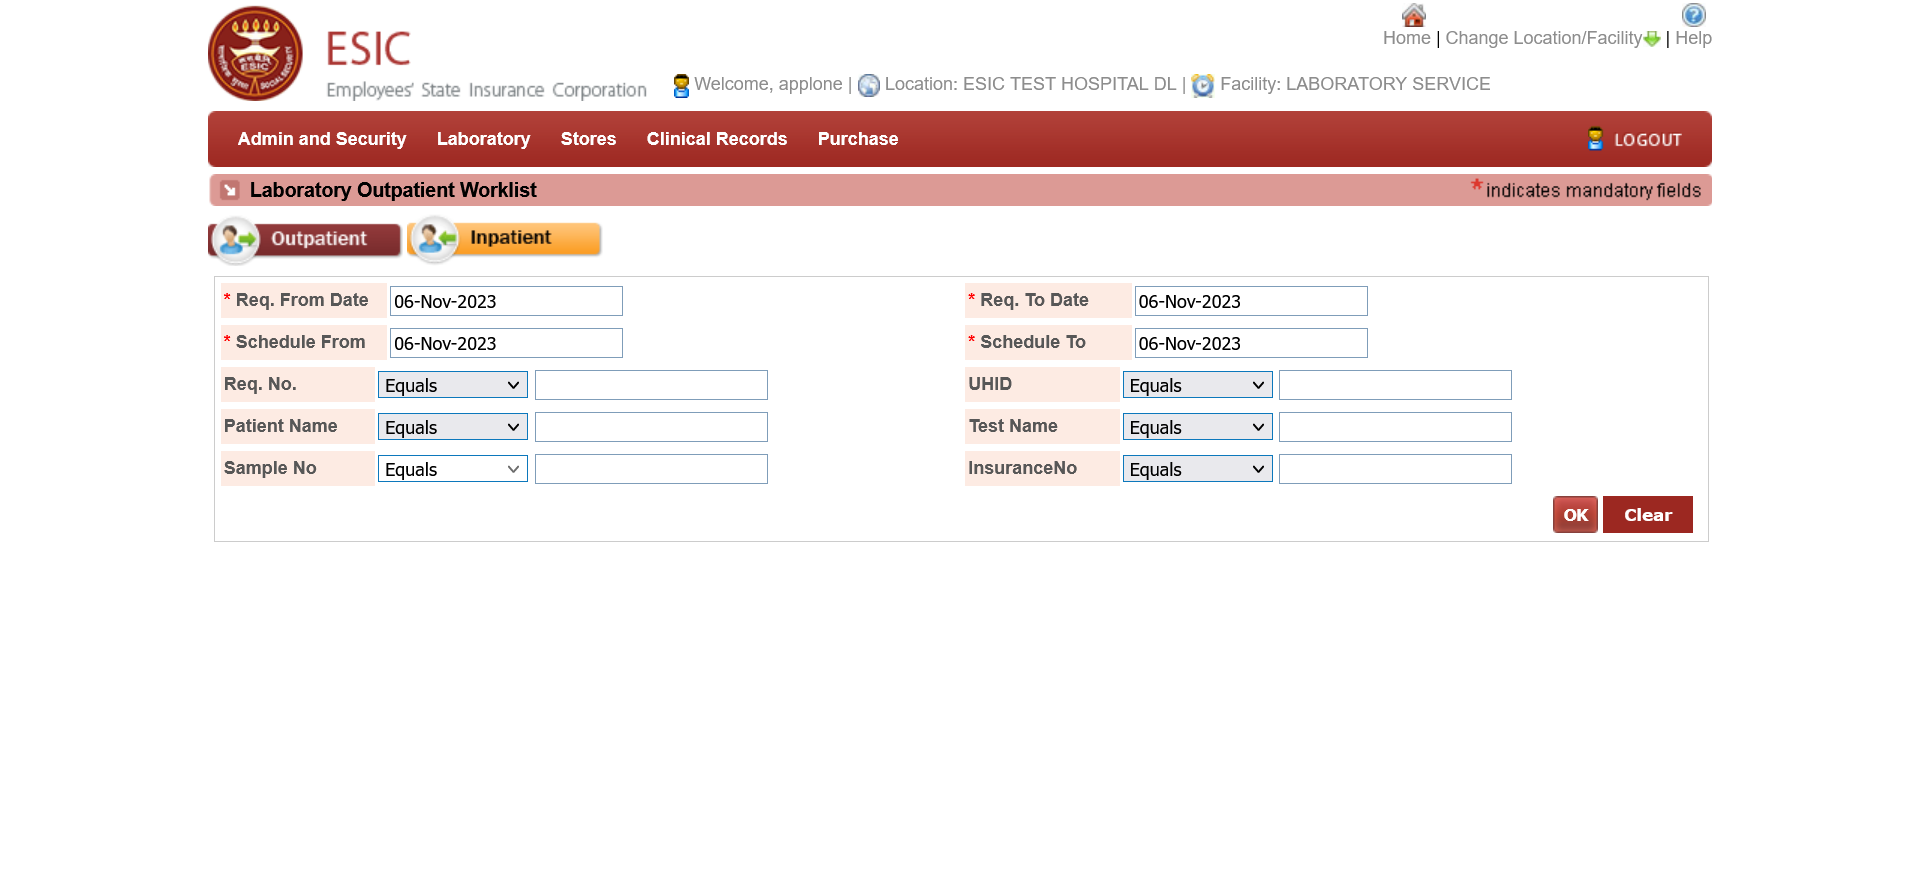 ESIC
Employees' State Insurance Corporation
Home | Change Location/Facility | Help
Welcome, applone | Location: ESIC TEST HOSPITAL DL | Facility: LABORATORY SERVICE
Admin and Security Laboratory Stores Clinical Records Purchase LOGOUT
Laboratory Outpatient Worklist * indicates mandatory fields
Outpatient Inpatient
* Req. From Date 06-Nov-2023 * Req. To Date 06-Nov-2023
* Schedule From 06-Nov-2023 * Schedule To 06-Nov-2023
Req. No. Equals UHID Equals
Patient Name Equals Test Name Equals
Sample No Equals InsuranceNo Equals
OK Clear